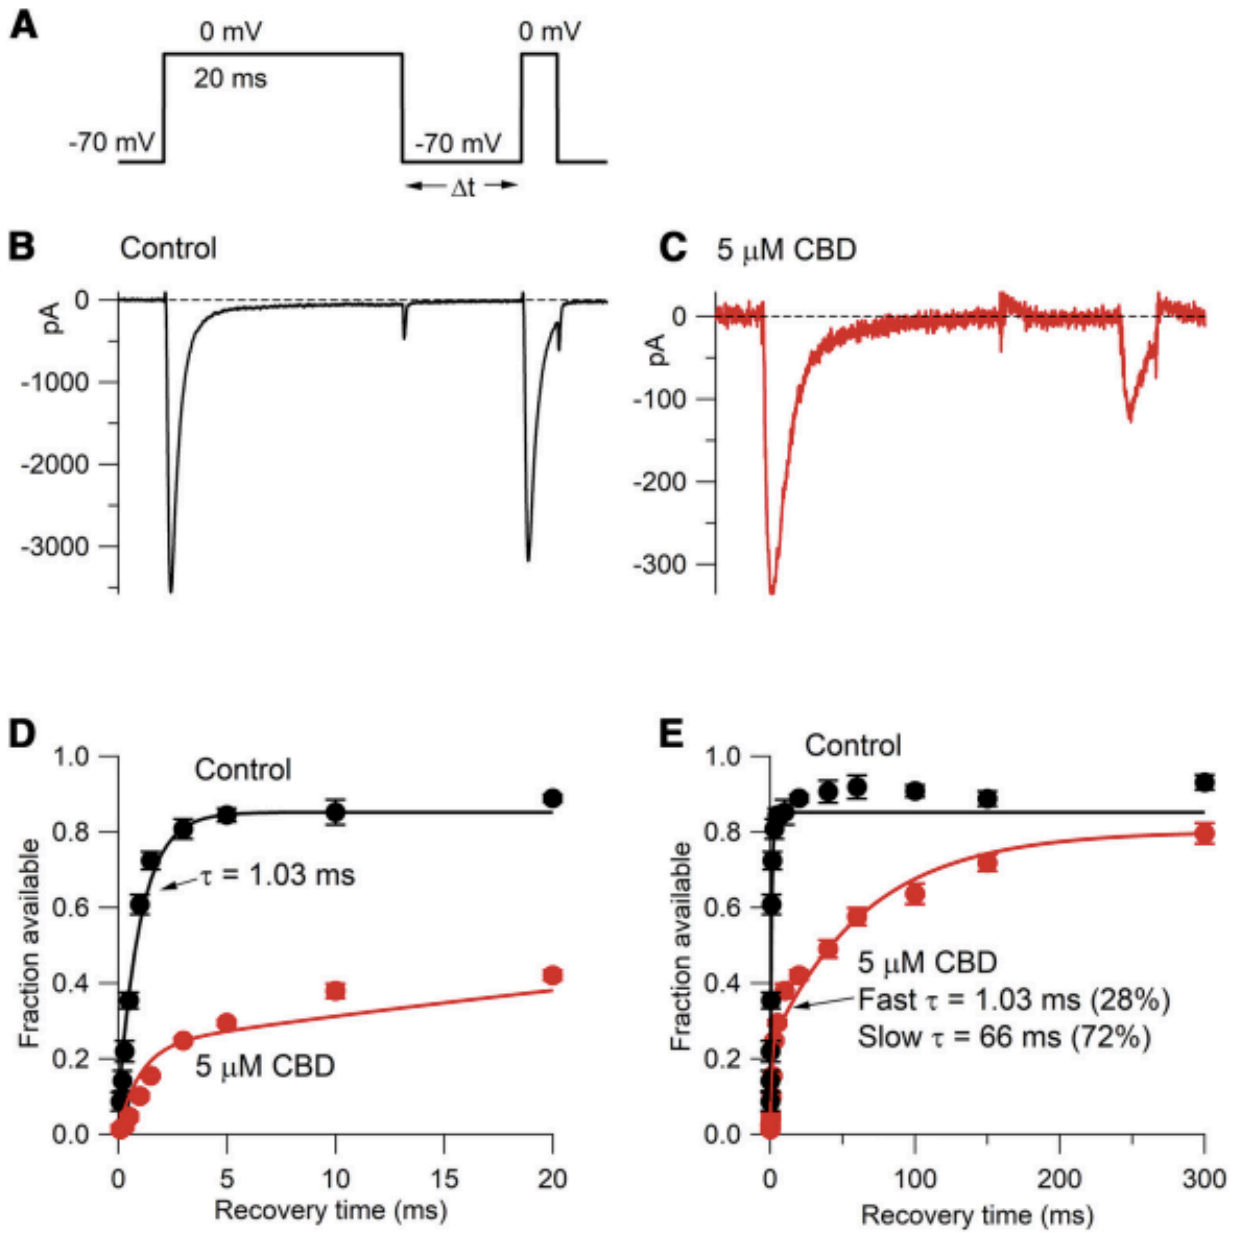 A
0 mV
0 mV
20 ms
-70 mV
-70 mV
Δt
B
Control
C
5 μM CBD
0
-1000
-2000
-3000
pA
0
-100
-200
-300
pA
D
1.0
0.8
0.6
0.4
0.2
0.0
Fraction available
Control
τ = 1.03 ms
5 μM CBD
0
5
10
15
20
Recovery time (ms)
E
1.0
0.8
0.6
0.4
0.2
0.0
Fraction available
Control
5 μM CBD
Fast τ = 1.03 ms (28%)
Slow τ = 66 ms (72%)
0
100
200
300
Recovery time (ms)